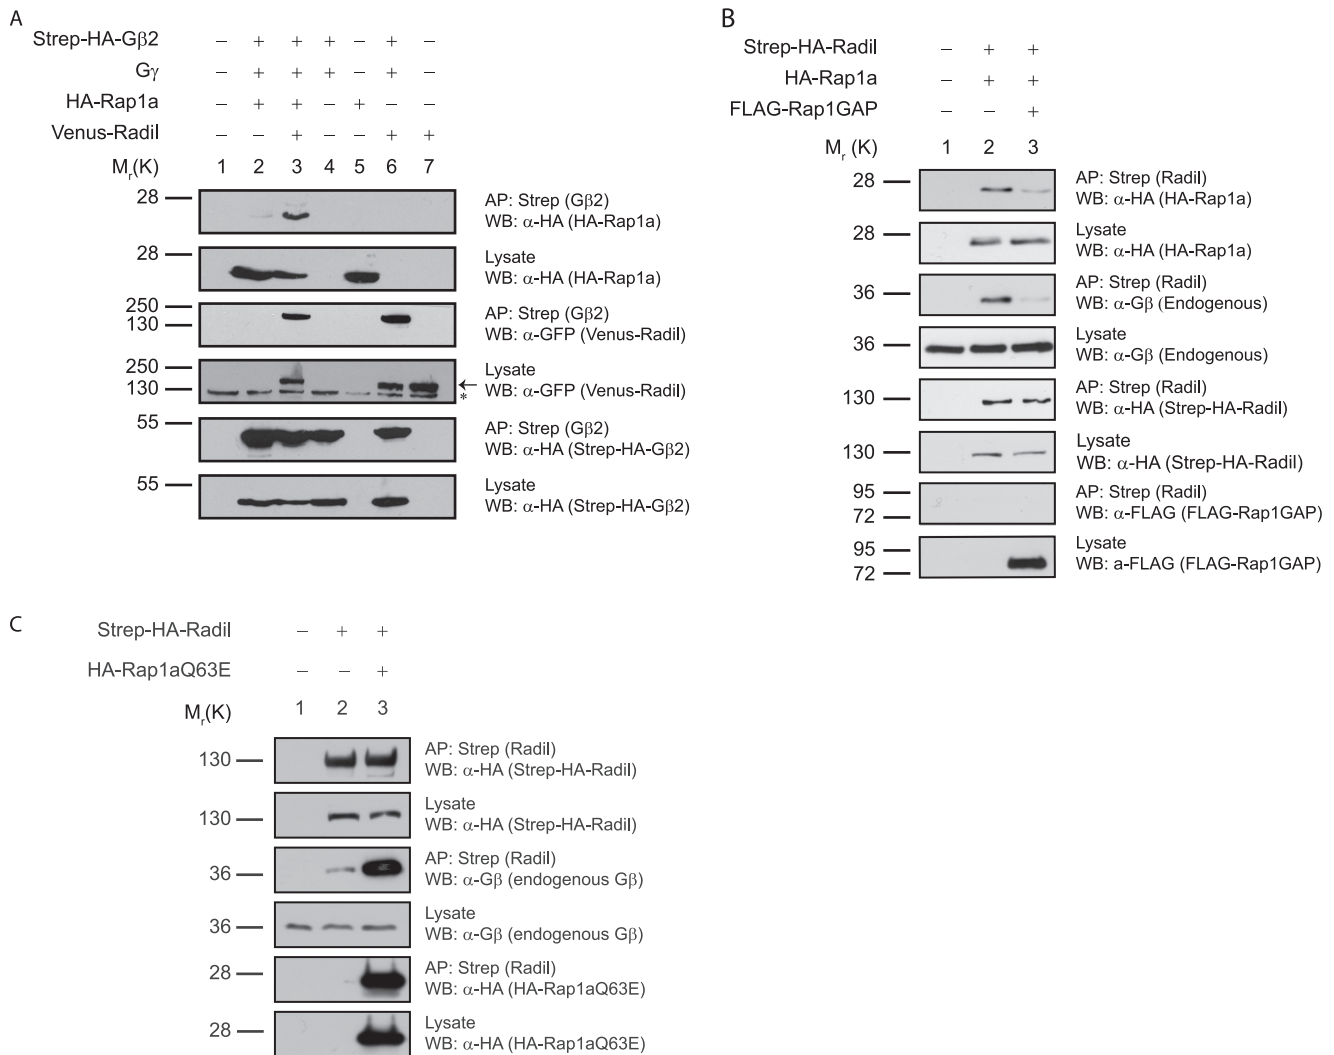 A
Strep-HA-Gβ2 – + + + – + –
Gγ – + + + – + –
HA-Rap1a – + + – + – –
Venus-Radil – – + – – + +
Mr(K) 1 2 3 4 5 6 7
28
AP: Strep (Gβ2)
WB: α-HA (HA-Rap1a)
28
Lysate
WB: α-HA (HA-Rap1a)
250
130
AP: Strep (Gβ2)
WB: α-GFP (Venus-Radil)
250
130
Lysate
WB: α-GFP (Venus-Radil)
*
55
AP: Strep (Gβ2)
WB: α-HA (Strep-HA-Gβ2)
55
Lysate
WB: α-HA (Strep-HA-Gβ2)
B
Strep-HA-Radil – + +
HA-Rap1a – + +
FLAG-Rap1GAP – – +
Mr (K) 1 2 3
28
AP: Strep (Radil)
WB: α-HA (HA-Rap1a)
28
Lysate
WB: α-HA (HA-Rap1a)
36
AP: Strep (Radil)
WB: α-Gβ (Endogenous)
36
Lysate
WB: α-Gβ (Endogenous)
130
AP: Strep (Radil)
WB: α-HA (Strep-HA-Radil)
130
Lysate
WB: α-HA (Strep-HA-Radil)
95
72
AP: Strep (Radil)
WB: α-FLAG (FLAG-Rap1GAP)
95
72
Lysate
WB: a-FLAG (FLAG-Rap1GAP)
C
Strep-HA-Radil – + +
HA-Rap1aQ63E – – +
Mr(K) 1 2 3
130
AP: Strep (Radil)
WB: α-HA (Strep-HA-Radil)
130
Lysate
WB: α-HA (Strep-HA-Radil)
36
AP: Strep (Radil)
WB: α-Gβ (endogenous Gβ)
36
Lysate
WB: α-Gβ (endogenous Gβ)
28
AP: Strep (Radil)
WB: α-HA (HA-Rap1aQ63E)
28
Lysate
WB: α-HA (HA-Rap1aQ63E)